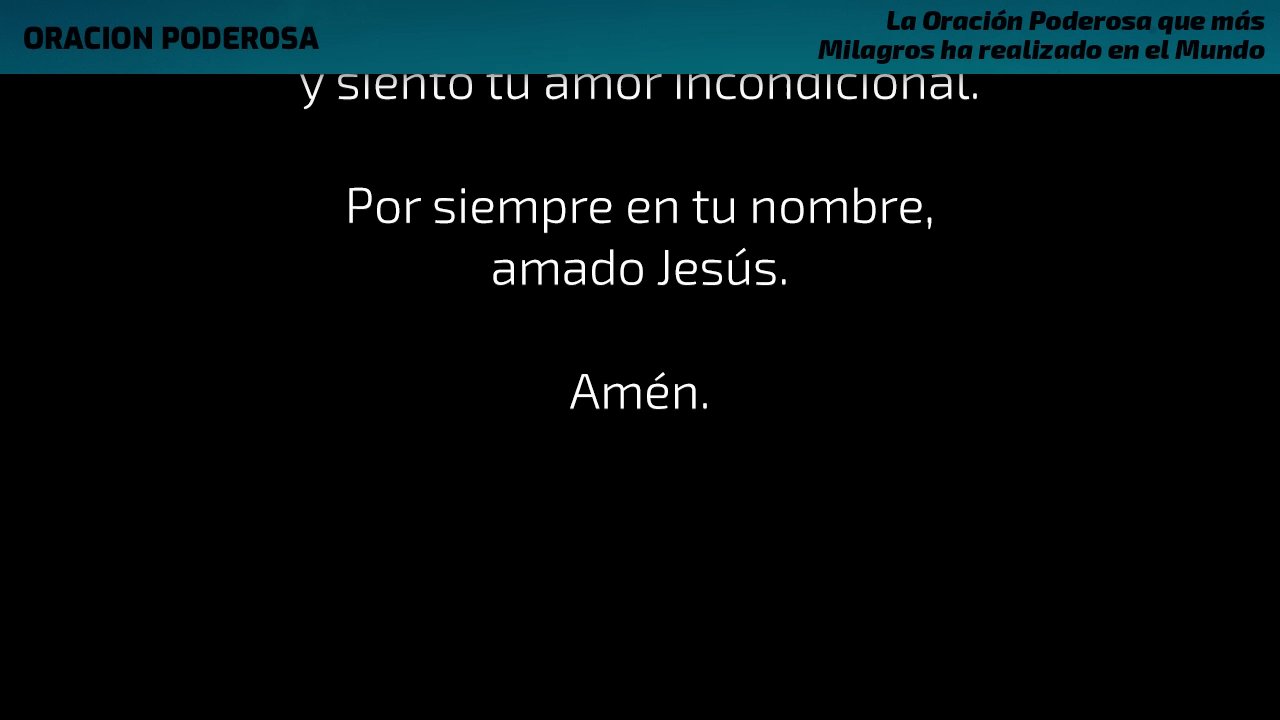 ORACION PODEROSA
La Oración Poderosa que más
Milagros ha realizado en el Mundo
y siento tu amor incondicional.
Por siempre en tu nombre,
amado Jesús.
Amén.